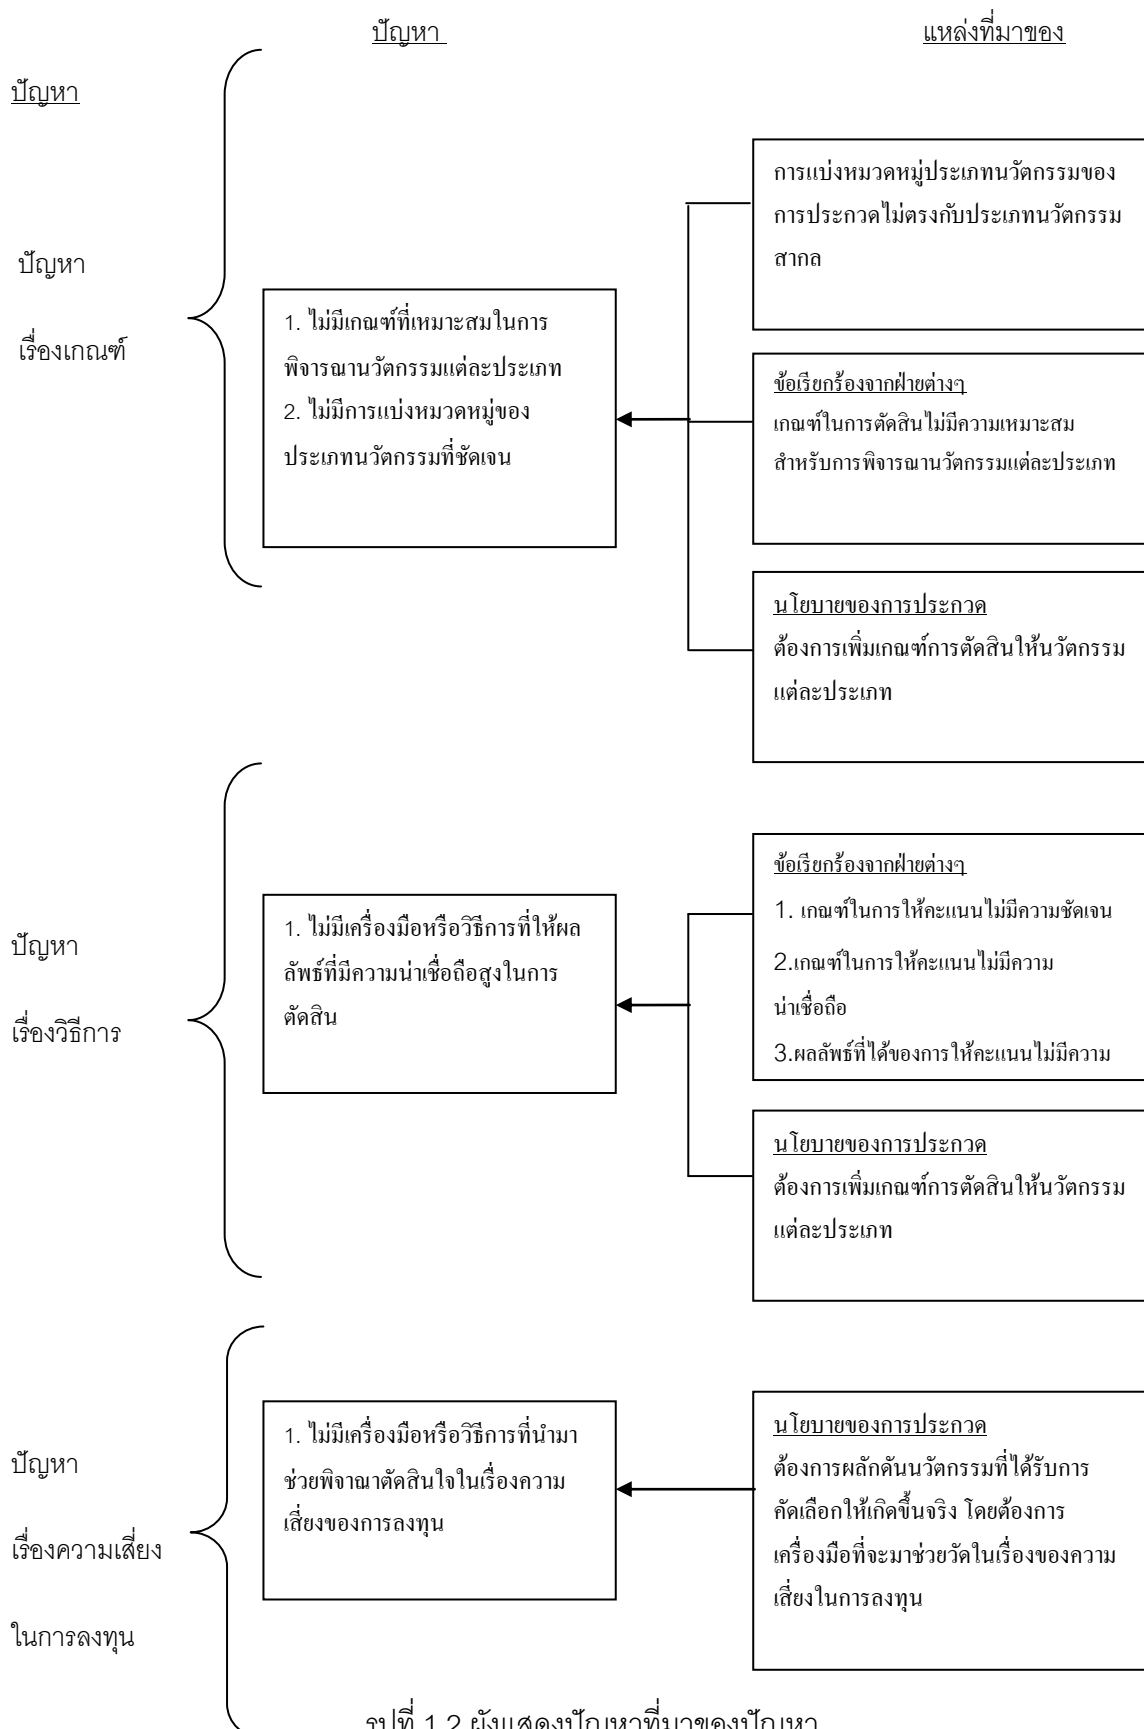 ปัญหา
แหล่งที่มาของ
ปัญหา
ปัญหา
เรื่องเกณฑ์
1. ไม่มีเกณฑ์ที่เหมาะสมในการ
พิจารณานวัตกรรมแต่ละประเภท
2. ไม่มีการแบ่งหมวดหมู่ของ
ประเภทนวัตกรรมที่ชัดเจน
การแบ่งหมวดหมู่ประเภทนวัตกรรมของ
การประกวดไม่ตรงกับประเภทนวัตกรรม
สากล
ข้อเรียกร้องจากฝ่ายต่างๆ
เกณฑ์ในการตัดสินไม่มีความเหมาะสม
สำหรับการพิจารณานวัตกรรมแต่ละประเภท
นโยบายของการประกวด
ต้องการเพิ่มเกณฑ์การตัดสินให้นวัตกรรม
แต่ละประเภท
ปัญหา
เรื่องวิธีการ
1. ไม่มีเครื่องมือหรือวิธีการที่ให้ผล
ลัพธ์ที่มีความน่าเชื่อถือสูงในการ
ตัดสิน
ข้อเรียกร้องจากฝ่ายต่างๆ
1. เกณฑ์ในการให้คะแนนไม่มีความชัดเจน
2.เกณฑ์ในการให้คะแนนไม่มีความ
น่าเชื่อถือ
3.ผลลัพธ์ที่ได้ของการให้คะแนนไม่มีความ
นโยบายของการประกวด
ต้องการเพิ่มเกณฑ์การตัดสินให้นวัตกรรม
แต่ละประเภท
ปัญหา
เรื่องความเสี่ยง
ในการลงทุน
1. ไม่มีเครื่องมือหรือวิธีการที่นำมา
ช่วยพิจาณาตัดสินใจในเรื่องความ
เสี่ยงของการลงทุน
นโยบายของการประกวด
ต้องการผลักดันนวัตกรรมที่ได้รับการ
คัดเลือกให้เกิดขึ้นจริง โดยต้องการ
เครื่องมือที่จะมาช่วยวัดในเรื่องของความ
เสี่ยงในการลงทุน
รูปที่ 1.2 ผังแสดงปัญหาที่มาของปัญหา